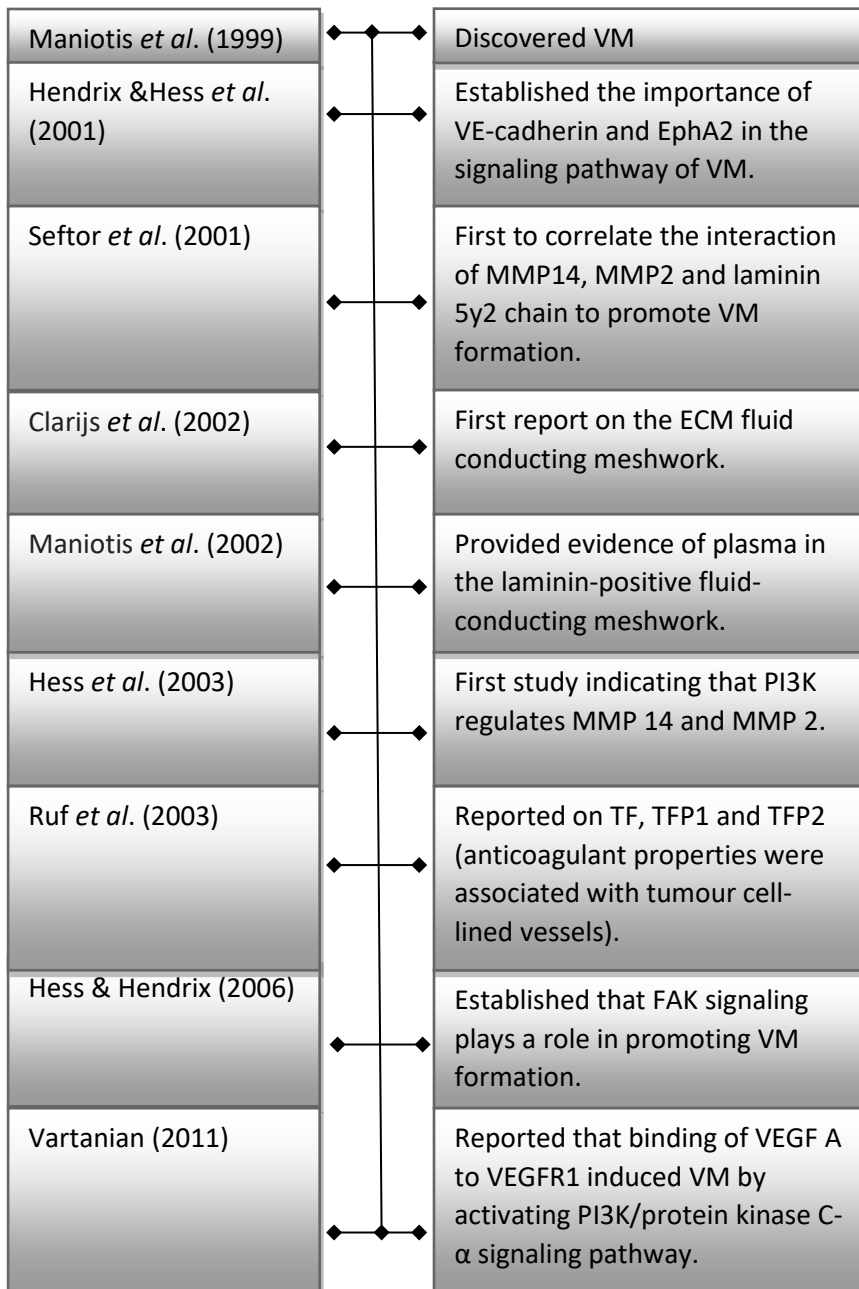 Maniotis et al. (1999)
Discovered VM
Hendrix &Hess et al.
(2001)
Established the importance of
VE-cadherin and EphA2 in the
signaling pathway of VM.
Seftor et al. (2001)
First to correlate the interaction
of MMP14, MMP2 and laminin
5y2 chain to promote VM
formation.
Clarijs et al. (2002)
First report on the ECM fluid
conducting meshwork.
Maniotis et al. (2002)
Provided evidence of plasma in
the laminin-positive fluid-
conducting meshwork.
Hess et al. (2003)
First study indicating that PI3K
regulates MMP 14 and MMP 2.
Ruf et al. (2003)
Reported on TF, TFP1 and TFP2
(anticoagulant properties were
associated with tumour cell-
lined vessels).
Hess & Hendrix (2006)
Established that FAK signaling
plays a role in promoting VM
formation.
Vartanian (2011)
Reported that binding of VEGF A
to VEGFR1 induced VM by
activating PI3K/protein kinase C-
α signaling pathway.